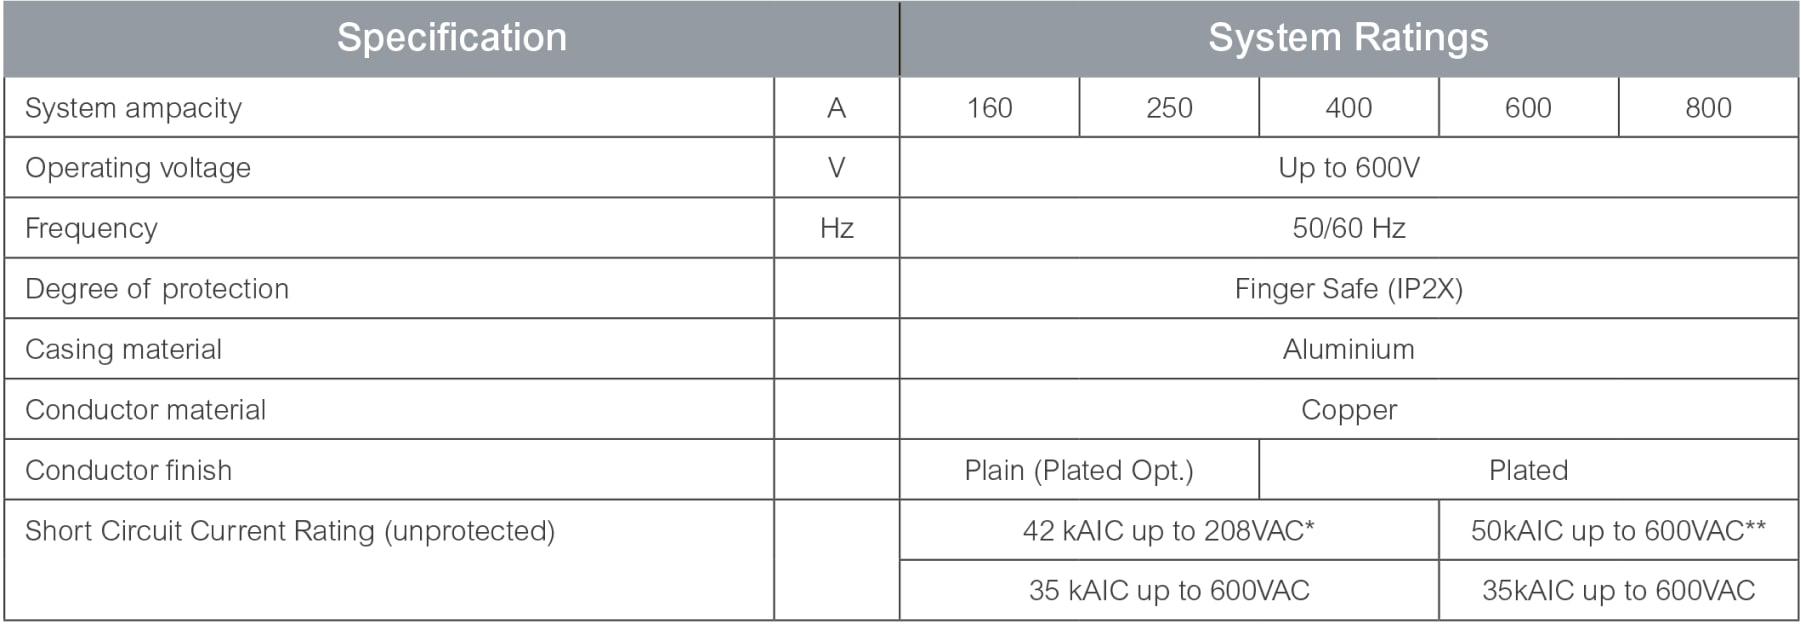 Specification System Ratings
System ampacity A 160 250 400 600 800
Operating voltage V Up to 600V
Frequency Hz 50/60 Hz
Degree of protection Finger Safe (IP2X)
Casing material Aluminium
Conductor material Copper
Conductor finish Plain (Plated Opt.) Plated
Short Circuit Current Rating (unprotected) 42 kAIC up to 208VAC* 50kAIC up to 600VAC**
35 kAIC up to 600VAC 35kAIC up to 600VAC